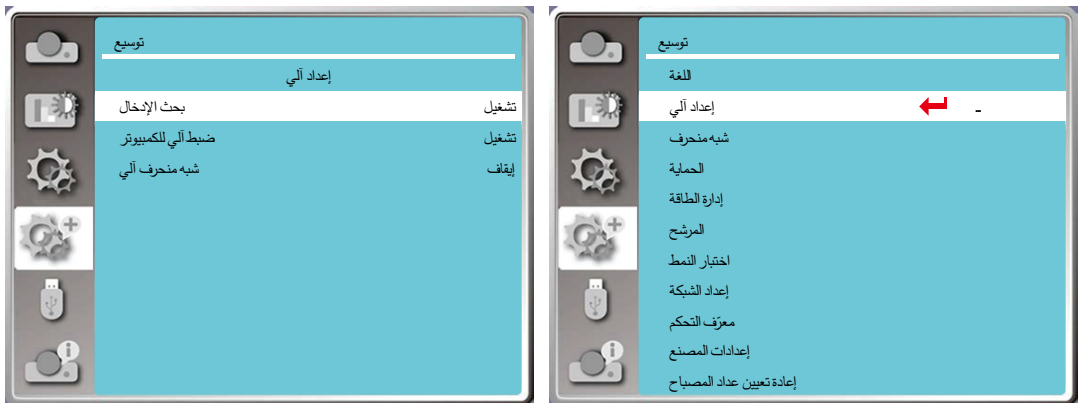 توسيع
إعداد آلي
بحث الإدخال تشغيل
ضبط آلي للكمبيوتر تشغيل
شبه منحرف آلي إيقاف
توسيع
اللغة
إعداد آلي -
شبه منحرف
الحماية
إدارة الطاقة
المرشح
اختبار النمط
إعداد الشبكة
معرّف التحكم
إعدادات المصنع
إعادة تعيين عداد المصباح